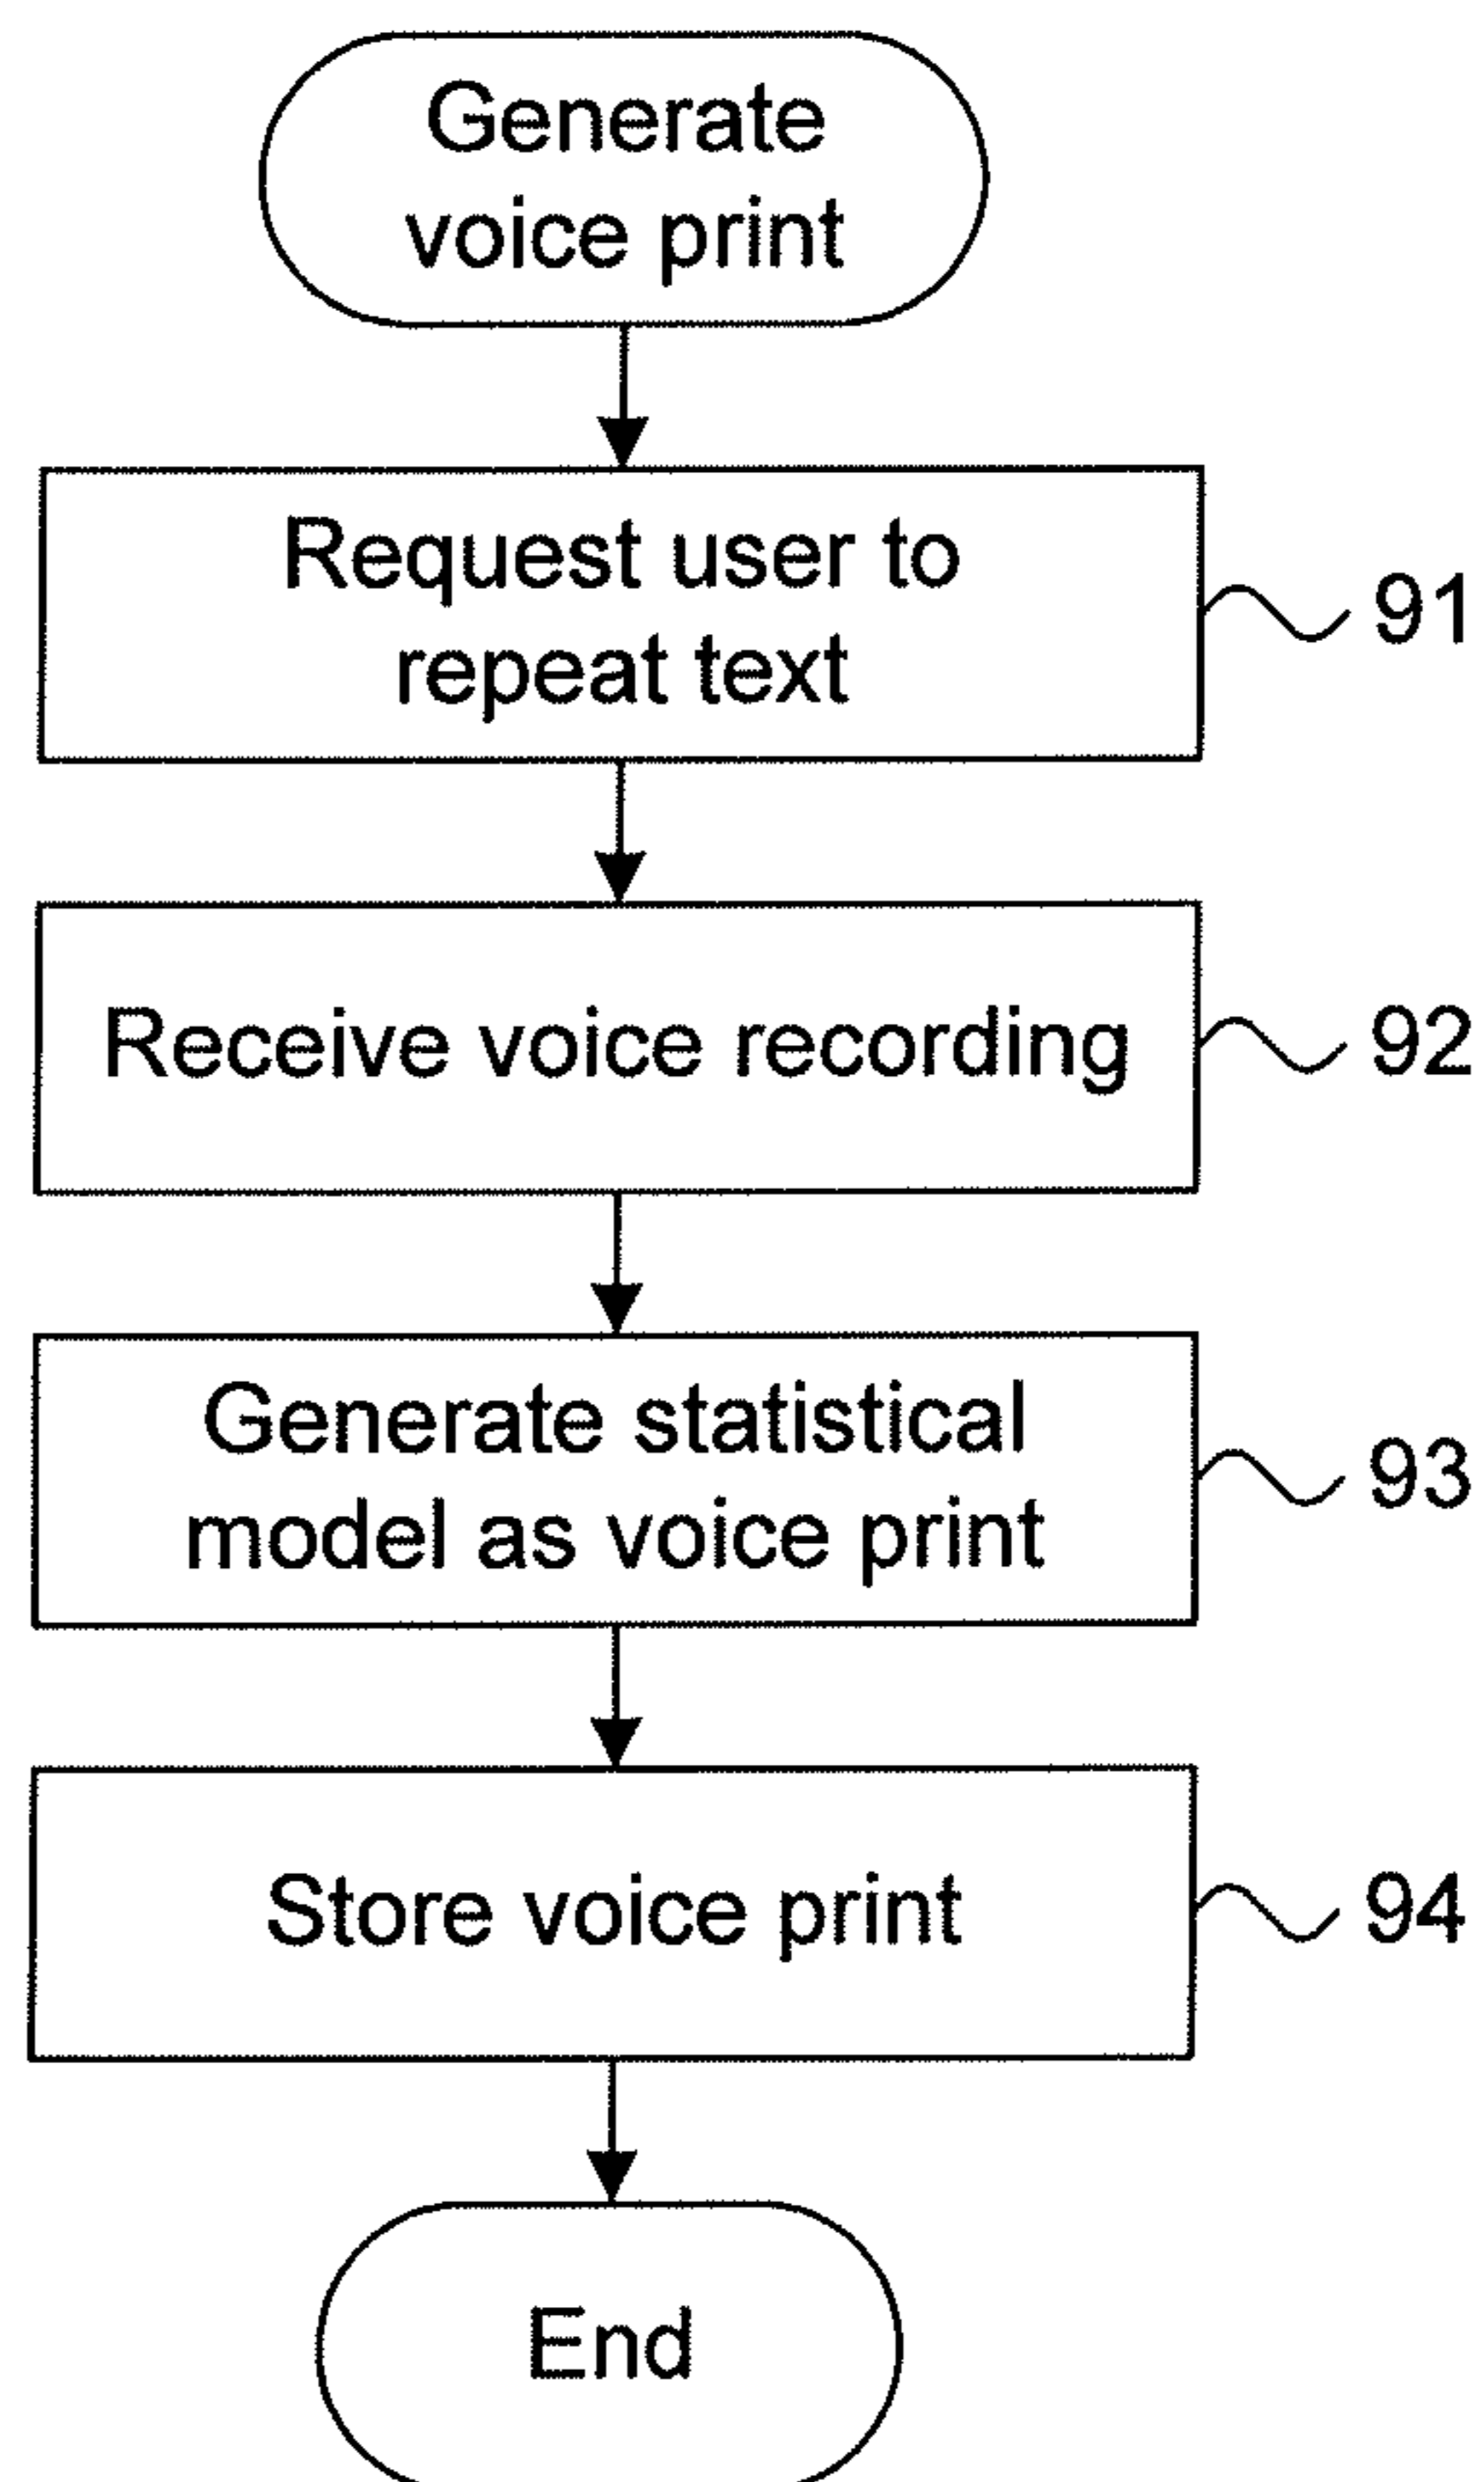 Generate
voice print
Request user to
repeat text
91
Receive voice recording
92
Generate statistical
model as voice print
93
Store voice print
94
End